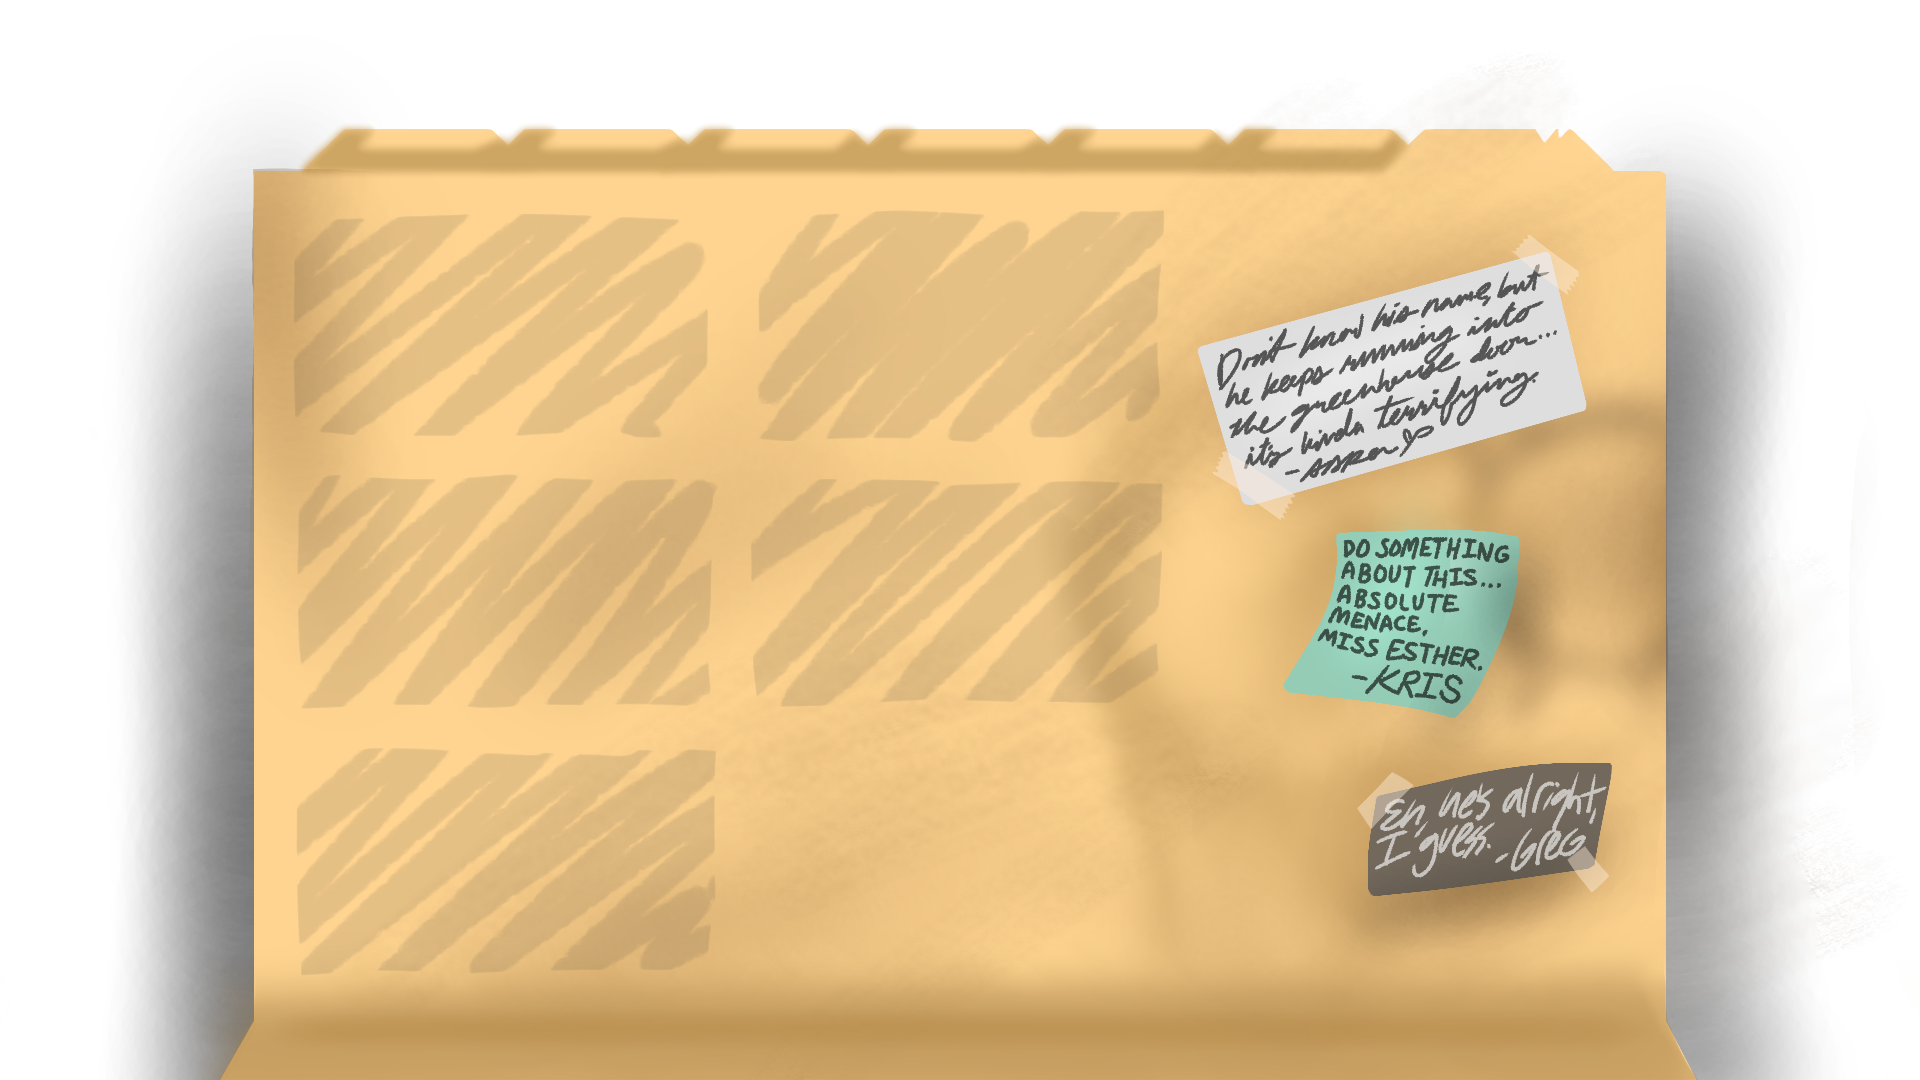 Don't know his name, but
he keeps running into
the greenhouse door...
it's kinda terrifying.
DO SOMETHING
ABOUT THIS...
ABSOLUTE
MENACE,
MISS ESTHER.
-KRIS
Eh, he's alright,
I guess. -GREG